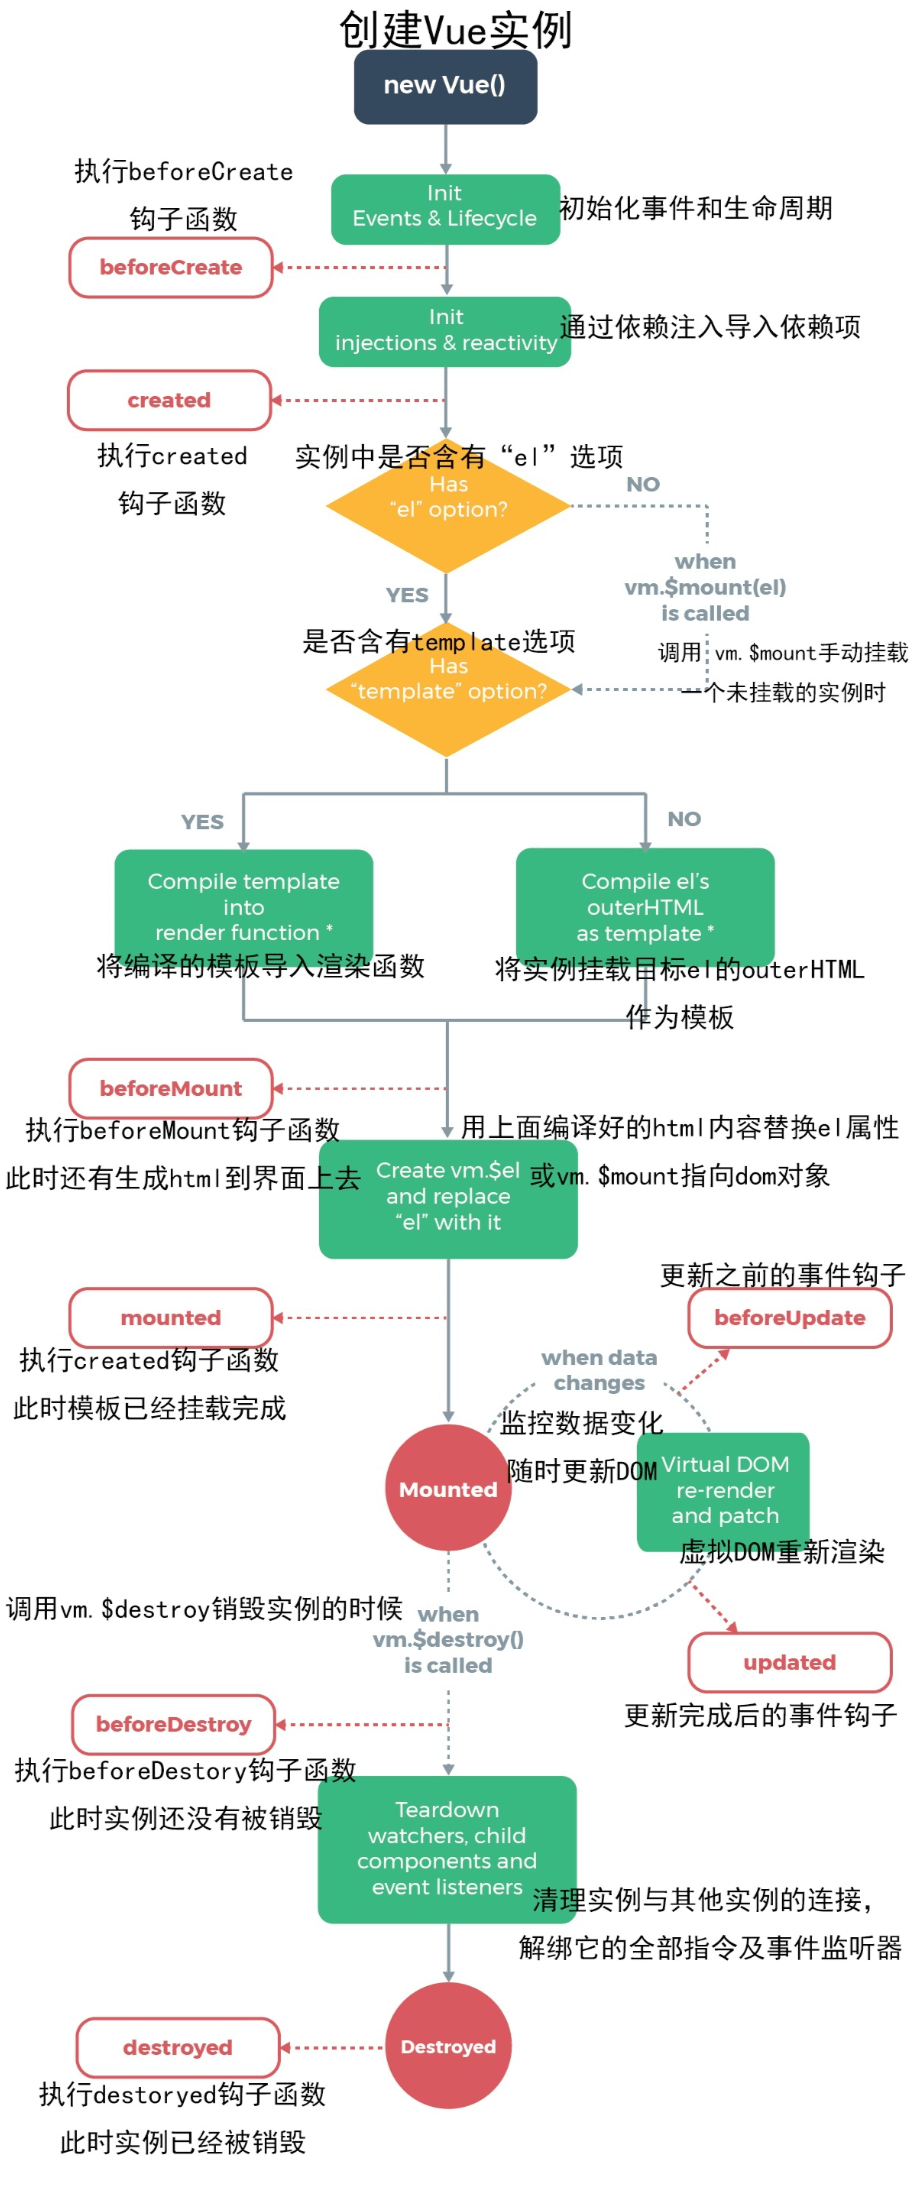 创建Vue实例
new Vue()
执行beforeCreate
钩子函数
Init
Events & Lifecycle
初始化事件和生命周期
beforeCreate
Init
injections & reactivity
通过依赖注入导入依赖项
created
执行created
钩子函数
实例中是否含有“el”选项
Has
“el” option?
NO
when
vm.$mount(el)
is called
YES
是否含有template选项
Has
“template” option?
调用 vm.$mount手动挂载
一个未挂载的实例时
YES
NO
Compile template
into
render function *
将编译的模板导入渲染函数
Compile el’s
outerHTML
as template *
将实例挂载目标el的outerHTML
作为模板
beforeMount
执行beforeMount钩子函数
此时还有生成html到界面上去
用上面编译好的html内容替换el属性
或vm.$mount指向dom对象
Create vm.$el
and replace
“el” with it
mounted
执行created钩子函数
此时模板已经挂载完成
更新之前的事件钩子
beforeUpdate
when data
changes
监控数据变化
随时更新DOM
Mounted
Virtual DOM
re-render
and patch
虚拟DOM重新渲染
调用vm.$destroy销毁实例的时候
when
vm.$destroy()
is called
updated
更新完成后的事件钩子
beforeDestroy
执行beforeDestory钩子函数
此时实例还没有被销毁
Teardown
watchers, child
components and
event listeners
清理实例与其他实例的连接，
解绑它的全部指令及事件监听器
destroyed
Destroyed
执行destoryed钩子函数
此时实例已经被销毁